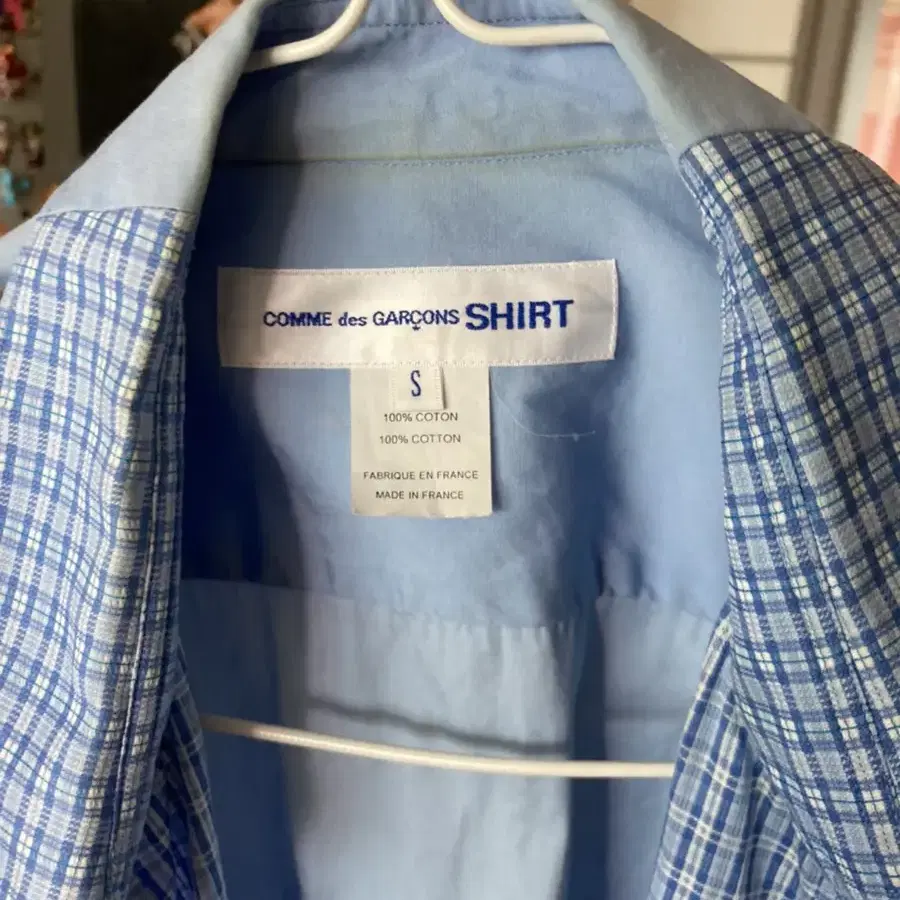 COMME des GARÇONS SHIRT
S
100% COTON
100% COTTON
FABRIQUE EN FRANCE
MADE IN FRANCE